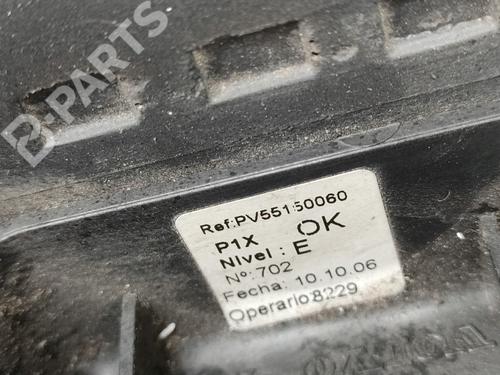 B-PARTS
Ref:PV55150060
P1X OK
Nivel : E
Nº:702
Fecha: 10.10.06
Operario:8229